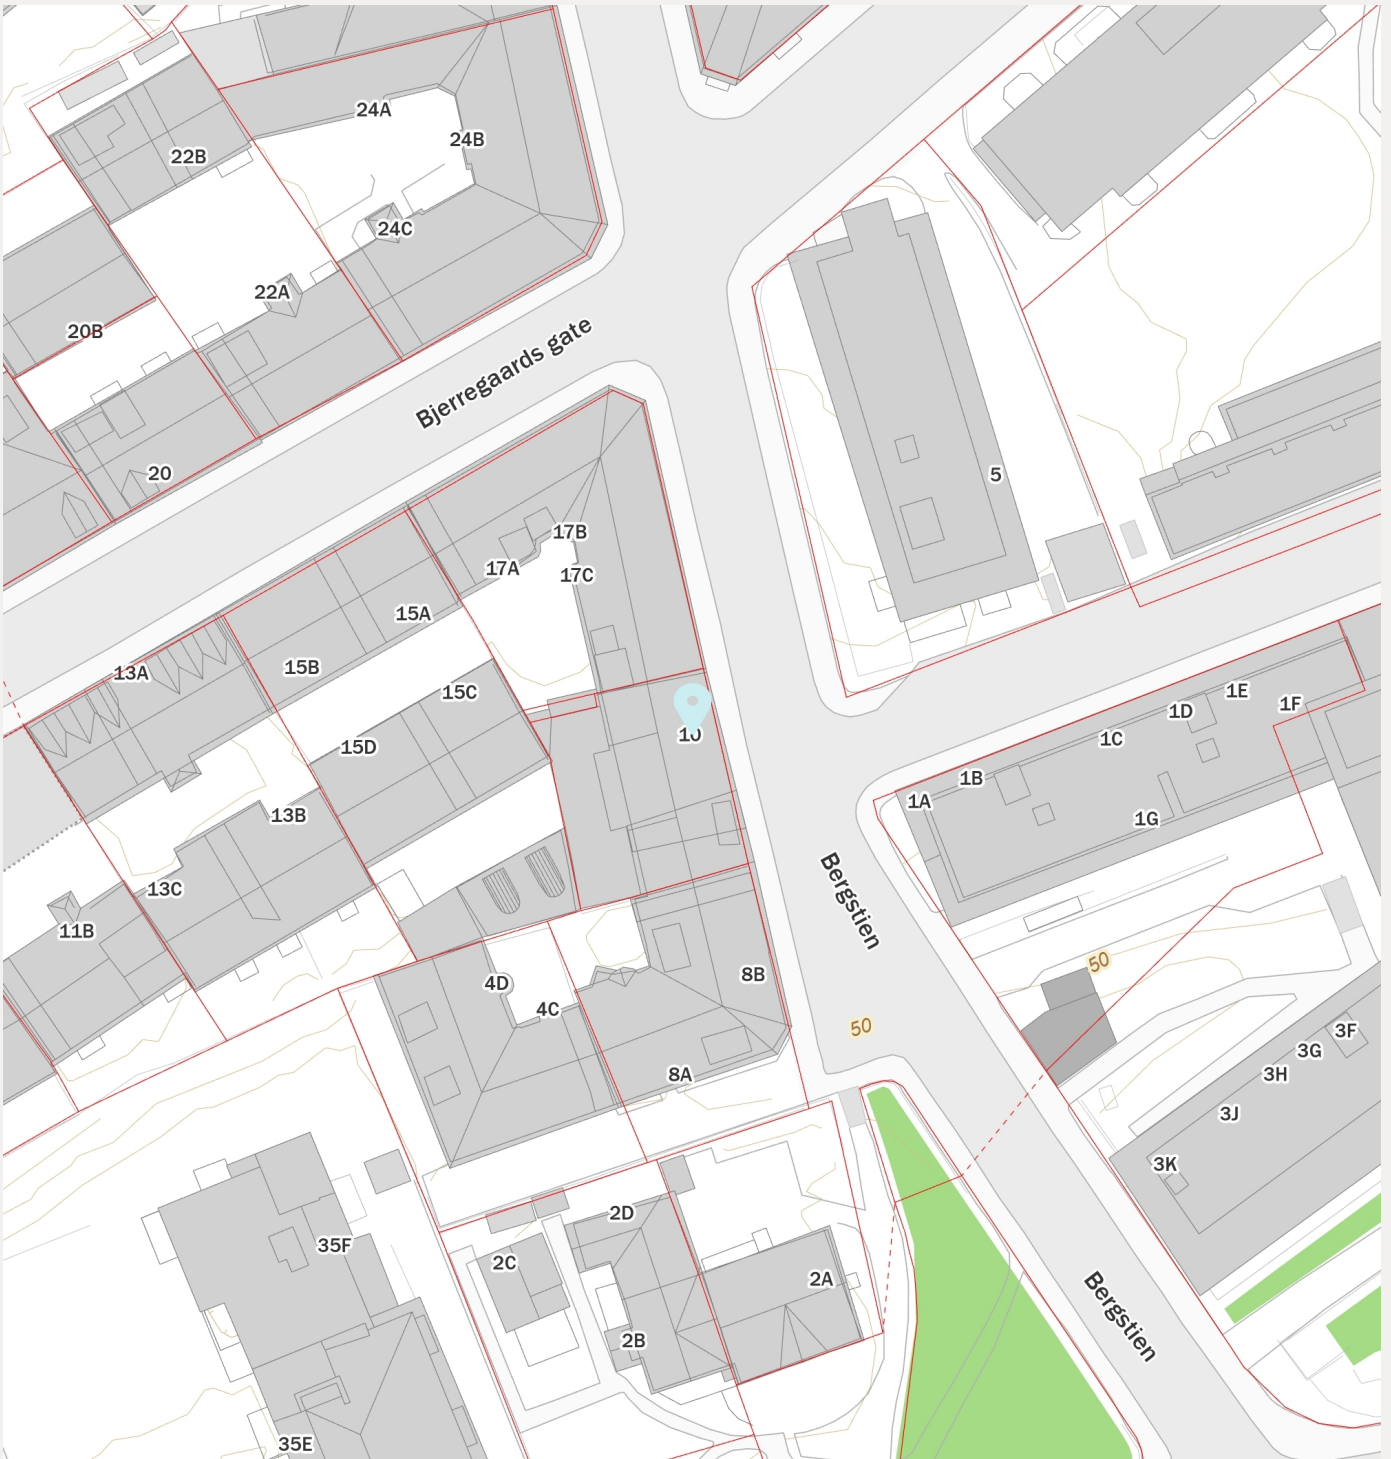 24A
24B
22B
24C
22A
20B
Bjerregaards gate
20
5
17B
17A
17C
15A
13A
15B
15C
15D
10
1E
1F
1D
1C
1B
1A
1G
13B
13C
11B
Bergstien
50
8B
4D
4C
50
8A
3F
3G
3H
3J
3K
2D
35F
2C
2A
2B
Bergstien
35E